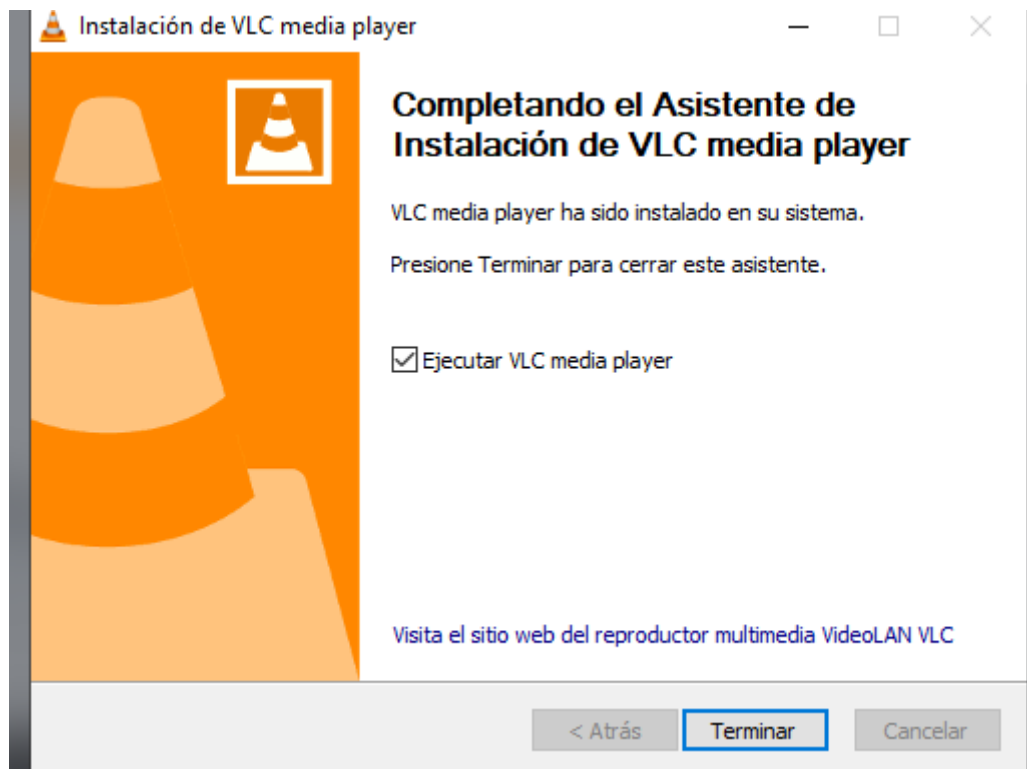 Instalación de VLC media player
Completando el Asistente de
Instalación de VLC media player
VLC media player ha sido instalado en su sistema.
Presione Terminar para cerrar este asistente.
Ejecutar VLC media player
Visita el sitio web del reproductor multimedia VideoLAN VLC
< Atrás
Terminar
Cancelar